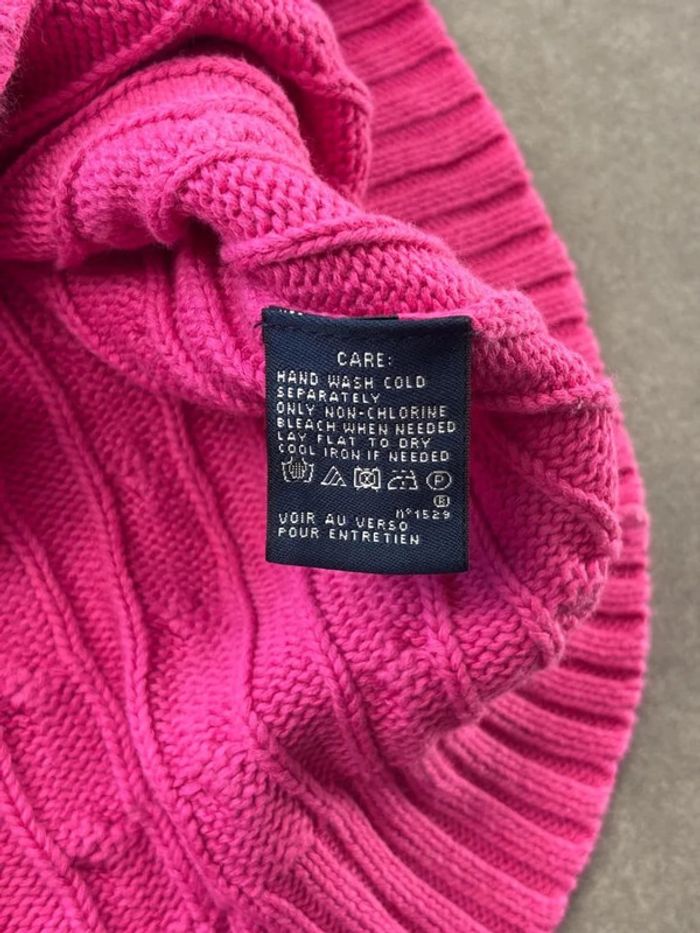 CARE:
HAND WASH COLD
SEPARATELY
ONLY NON-CHLORINE
BLEACH WHEN NEEDED
LAY FLAT TO DRY
COOL IRON IF NEEDED
P
R
n°1529
VOIR AU VERSO
POUR ENTRETIEN